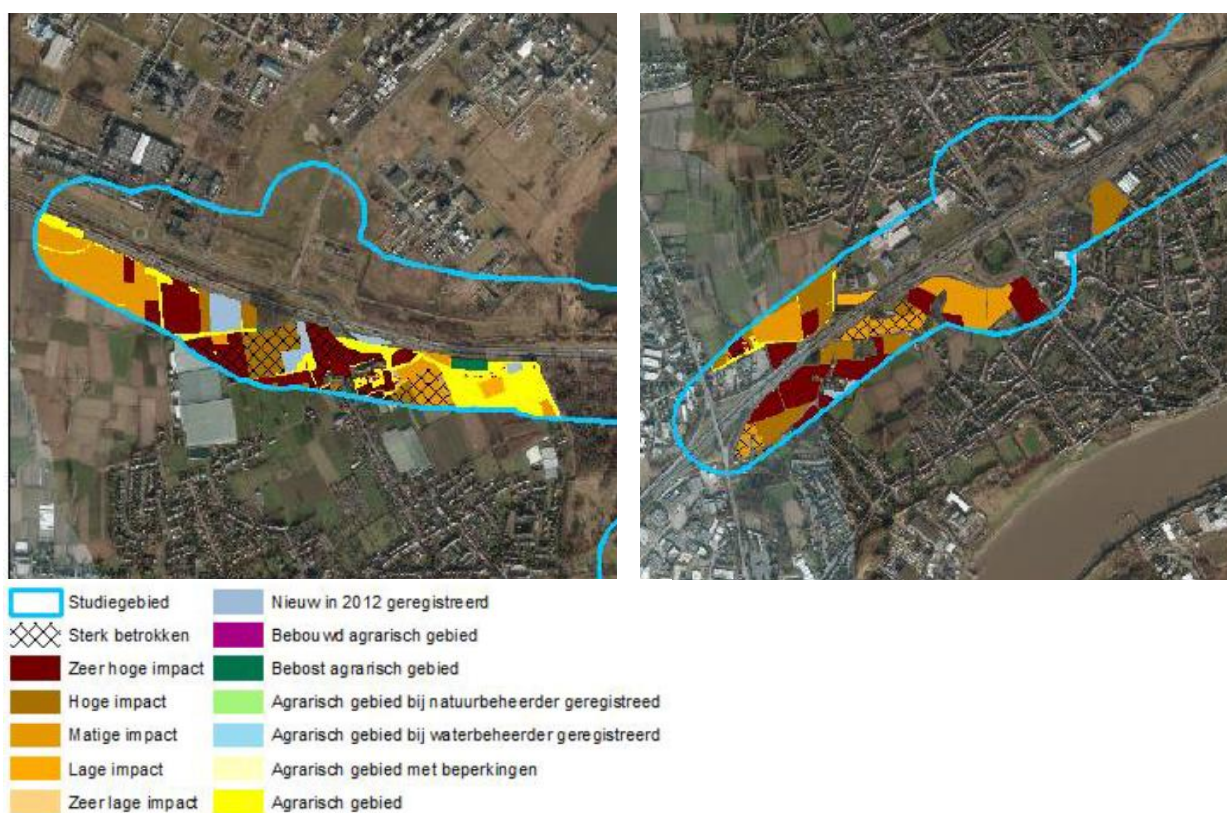 Studiegebied
Sterk betrokken
Zeer hoge impact
Hoge impact
Matige impact
Lage impact
Zeer lage impact
Nieuw in 2012 geregistreerd
Bebouwd agrarisch gebied
Bebost agrarisch gebied
Agrarisch gebied bij natuurbeheerder geregistreed
Agrarisch gebied bij waterbeheerder geregistreerd
Agrarisch gebied met beperkingen
Agrarisch gebied